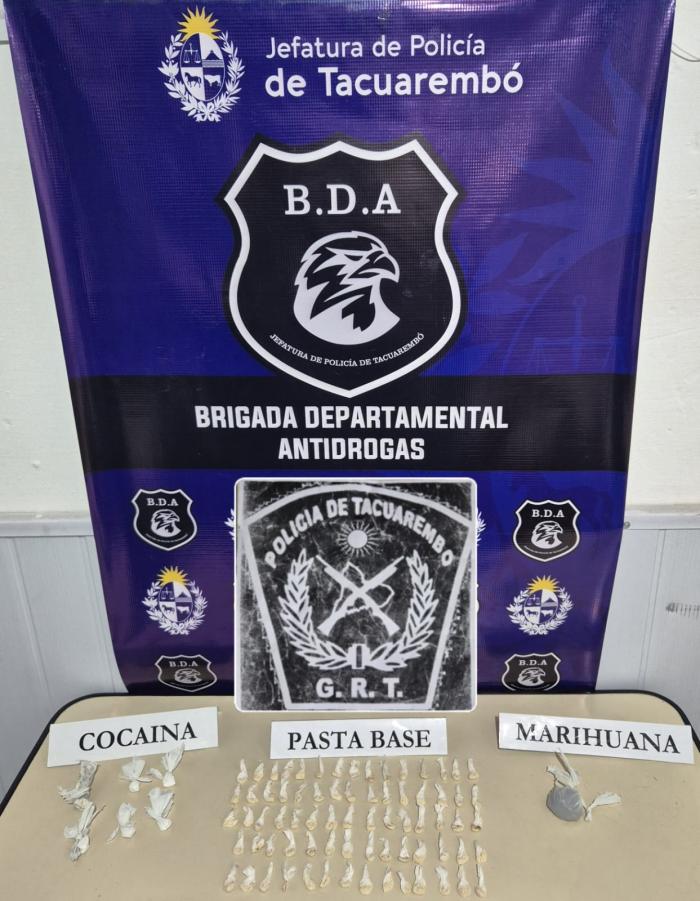 Jefatura de Policía
de Tacuarembó
B.D.A
JEFATURA DE POLICÍA DE TACUAREMBÓ
BRIGADA DEPARTAMENTAL
ANTIDROGAS
B.D.A
B.D.A
POLICIA DE TACUAREMBO
G. R. T.
B.D.A
B.D.A
COCAINA
PASTA BASE
MARIHUANA